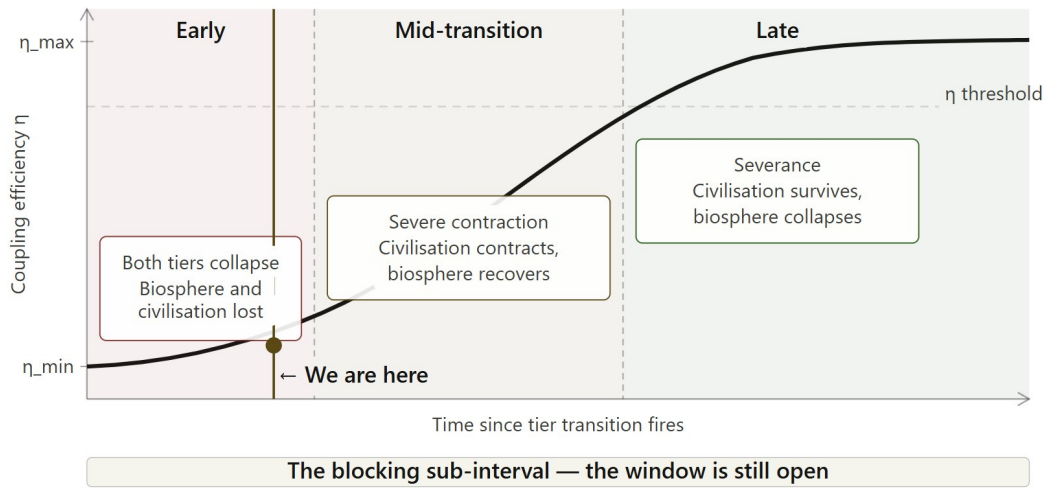 Early
Mid-transition
Late
η_max
η threshold
Coupling efficiency η
Severance
Civilisation survives,
biosphere collapses
Severe contraction
Civilisation contracts,
biosphere recovers
Both tiers collapse
Biosphere and
civilisation lost
η_min
← We are here
Time since tier transition fires
The blocking sub-interval — the window is still open